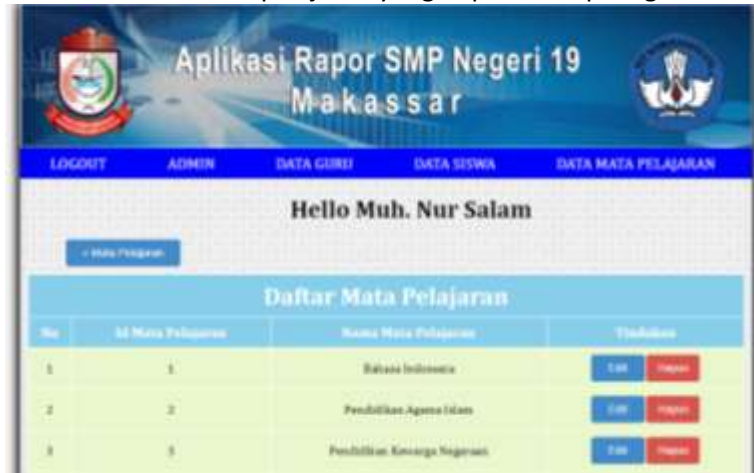 Aplikasi Rapor SMP Negeri 19
Makassar
LOGOUT ADMIN DATA GURU DATA SISWA DATA MATA PELAJARAN
Hello Muh. Nur Salam
+ Mata Pelajaran
Daftar Mata Pelajaran
No Id Mata Pelajaran Nama Mata Pelajaran Tindakan
1 1 Bahasa Indonesia Edit Hapus
2 2 Pendidikan Agama Islam Edit Hapus
3 3 Pendidikan Kewarga Negaraan Edit Hapus